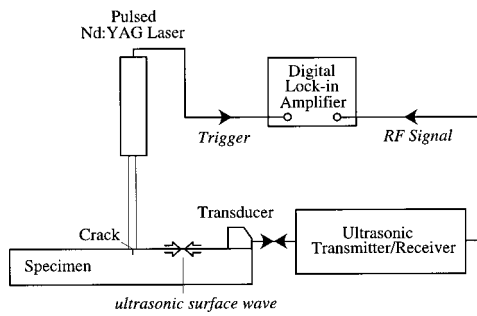 Pulsed
Nd:YAG Laser
Digital
Lock-in
Amplifier
Trigger
RF Signal
Transducer
Crack
Ultrasonic
Transmitter/Receiver
Specimen
ultrasonic surface wave